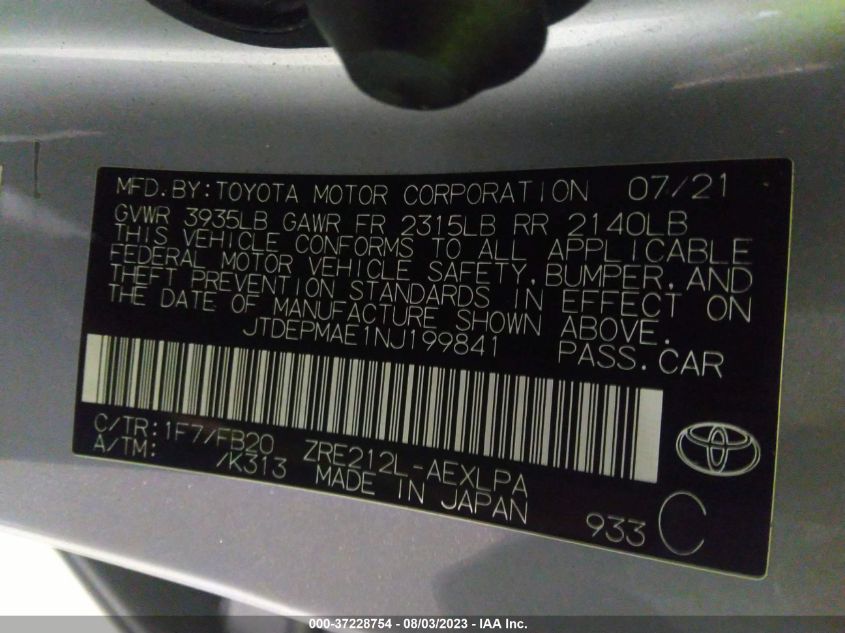 MFD.BY:TOYOTA MOTOR CORPORATION 07/21
GVWR 3935LB GAWR FR 2315LB RR 2140LB
THIS VEHICLE CONFORMS TO ALL APPLICABLE
FEDERAL MOTOR VEHICLE SAFETY,BUMPER,AND
THEFT PREVENTION STANDARDS IN EFFECT ON
THE DATE OF MANUFACTURE SHOWN ABOVE.
JTDEPMAE1NJ199841 PASS.CAR
C/TR:1F7/FB20 ZRE212L-AEXLPA
A/TM: /K313 MADE IN JAPAN
933 C
000-37228754 - 08/03/2023 - IAA Inc.